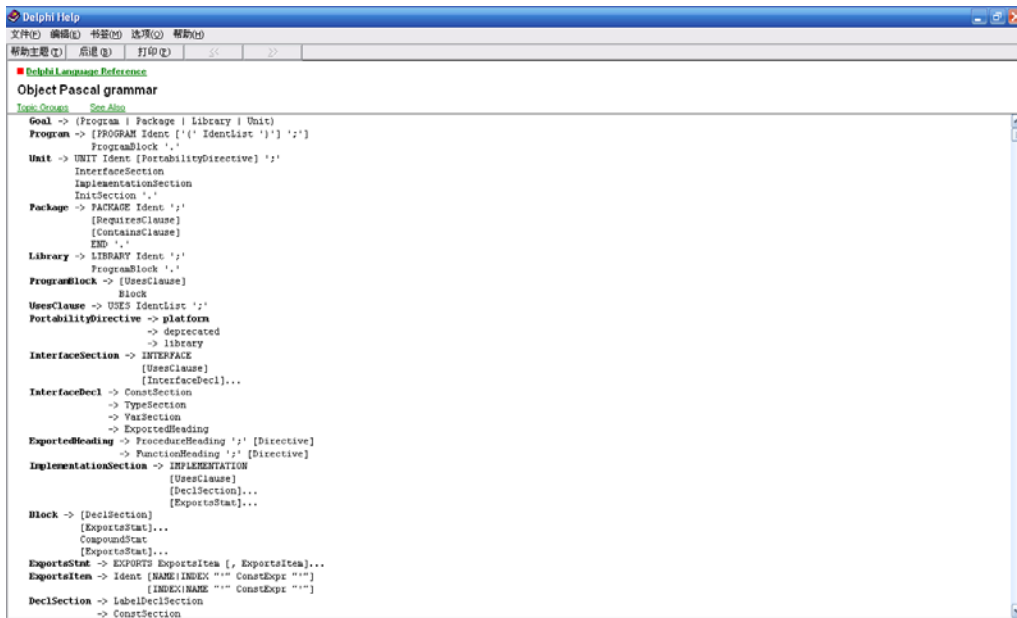 Delphi Help
文件(F) 编辑(E) 书签(M) 选项(O) 帮助(H)
帮助主题(T) 后退(B) 打印(P) << >>
Delphi Language Reference
Object Pascal grammar
Topic Groups See Also
Goal -> (Program | Package | Library | Unit)
Program -> [PROGRAM Ident ['(' IdentList ')'] ';']
ProgramBlock '.'
Unit -> UNIT Ident [PortabilityDirective] ';'
InterfaceSection
ImplementationSection
InitSection '.'
Package -> PACKAGE Ident ';'
[RequiresClause]
[ContainsClause]
END '.'
Library -> LIBRARY Ident ';'
ProgramBlock '.'
ProgramBlock -> [UsesClause]
Block
UsesClause -> USES IdentList ';'
PortabilityDirective -> platform
-> deprecated
-> library
InterfaceSection -> INTERFACE
[UsesClause]
[InterfaceDecl]...
InterfaceDecl -> ConstSection
-> TypeSection
-> VarSection
-> ExportedHeading
ExportedHeading -> ProcedureHeading ';' [Directive]
-> FunctionHeading ';' [Directive]
ImplementationSection -> IMPLEMENTATION
[UsesClause]
[DeclSection]...
[ExportsStmt]...
Block -> [DeclSection]
[ExportsStmt]...
CompoundStmt
[ExportsStmt]...
ExportsStmt -> EXPORTS ExportsItem [, ExportsItem]...
ExportsItem -> Ident [NAME|INDEX "'" ConstExpr "'"]
[INDEX|NAME "'" ConstExpr "'"]
DeclSection -> LabelDeclSection
-> ConstSection